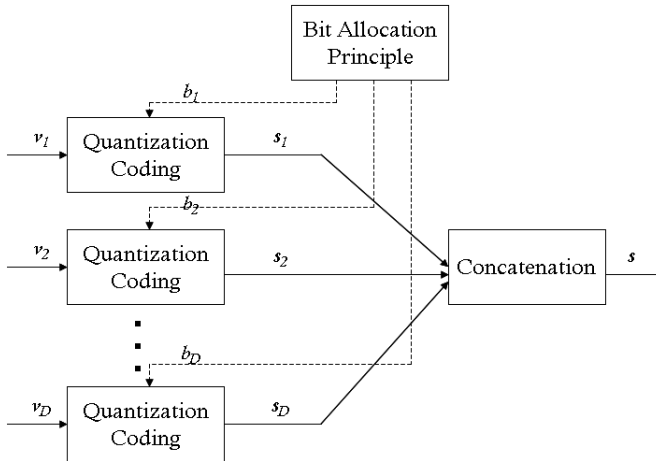 Bit Allocation
Principle
b1
v1
Quantization
Coding
s1
b2
v2
Quantization
Coding
s2
Concatenation
s
bD
vD
Quantization
Coding
sD